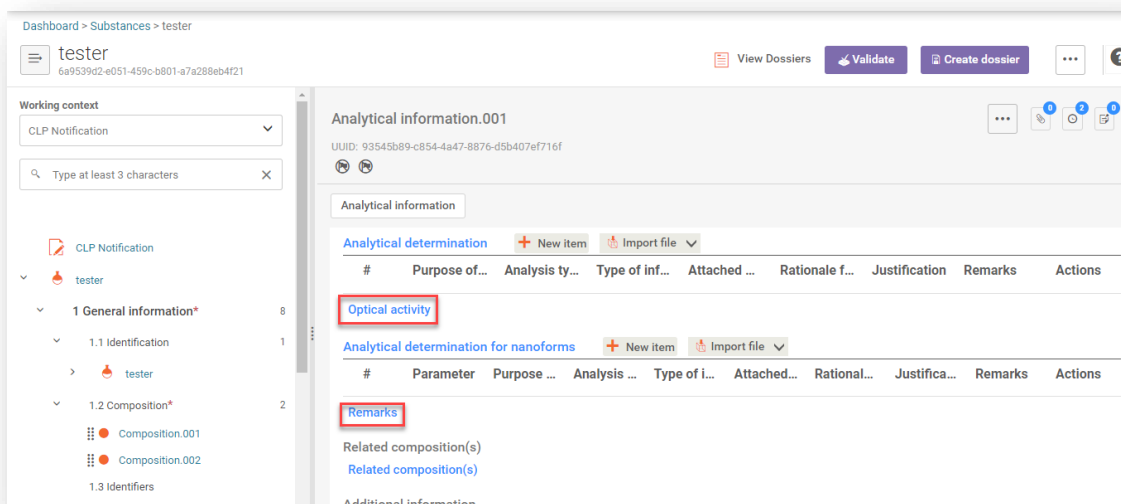 Dashboard > Substances > tester
tester
6a9539d2-e051-459c-b801-a7a288eb4f21
View Dossiers
Validate
Create dossier
Working context
CLP Notification
Type at least 3 characters
CLP Notification
tester
1 General information* 8
1.1 Identification 1
tester
1.2 Composition* 2
Composition.001
Composition.002
1.3 Identifiers
Analytical information.001
0 2 0
UUID: 93545b89-c854-4a47-8876-d5b407ef716f
Analytical information
Analytical determination New item Import file
# Purpose of... Analysis ty... Type of inf... Attached ... Rationale f... Justification Remarks Actions
Optical activity
Analytical determination for nanoforms New item Import file
# Parameter Purpose ... Analysis ... Type of i... Attached... Rational... Justifica... Remarks Actions
Remarks
Related composition(s)
Related composition(s)
Additional information